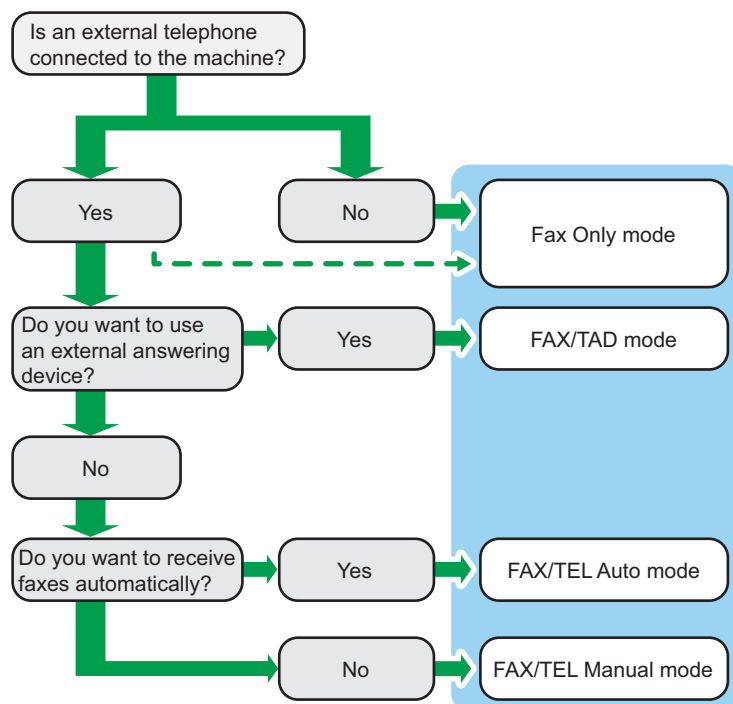 Is an external telephone
connected to the machine?
Yes
No
Fax Only mode
Do you want to use
an external answering
device?
Yes
FAX/TAD mode
No
Do you want to receive
faxes automatically?
Yes
FAX/TEL Auto mode
No
FAX/TEL Manual mode